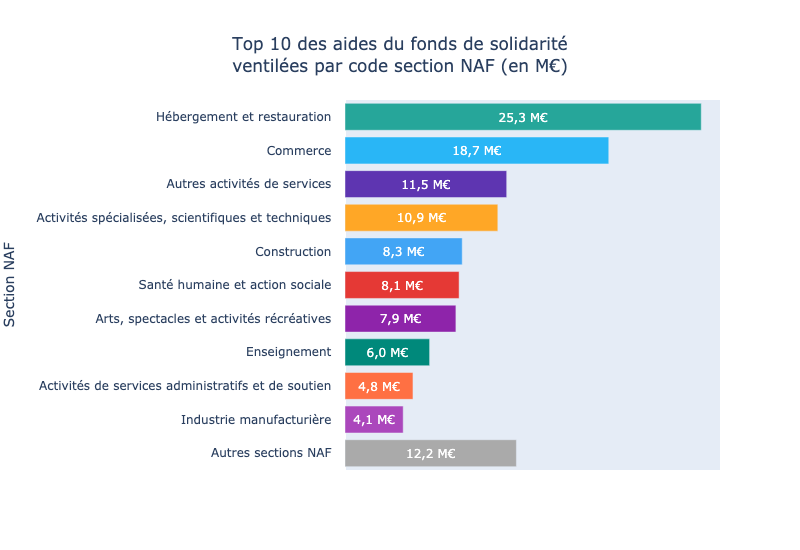 Top 10 des aides du fonds de solidarité
ventilées par code section NAF (en M€)
Section NAF
Hébergement et restauration 25,3 M€
Commerce 18,7 M€
Autres activités de services 11,5 M€
Activités spécialisées, scientifiques et techniques 10,9 M€
Construction 8,3 M€
Santé humaine et action sociale 8,1 M€
Arts, spectacles et activités récréatives 7,9 M€
Enseignement 6,0 M€
Activités de services administratifs et de soutien 4,8 M€
Industrie manufacturière 4,1 M€
Autres sections NAF 12,2 M€